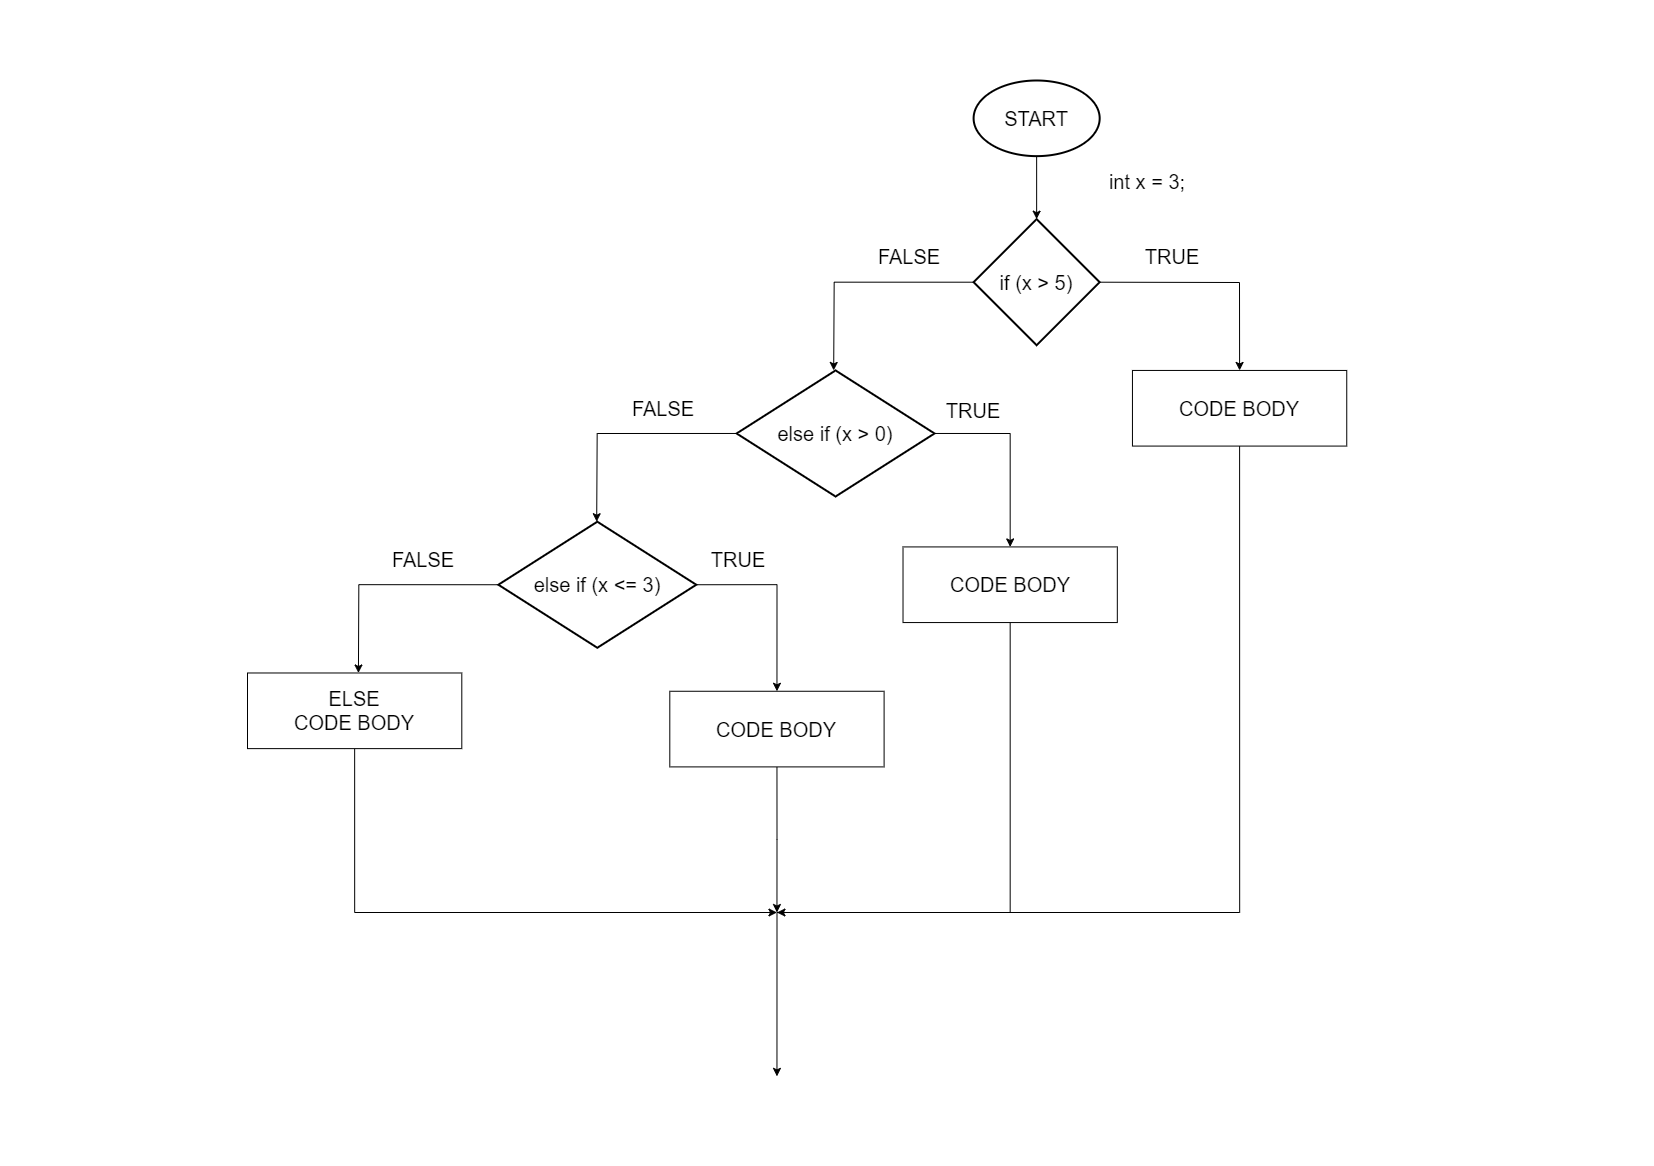 START
int x = 3;
FALSE
TRUE
if (x > 5)
FALSE
TRUE
CODE BODY
else if (x > 0)
FALSE
TRUE
else if (x <= 3)
CODE BODY
ELSE
CODE BODY
CODE BODY